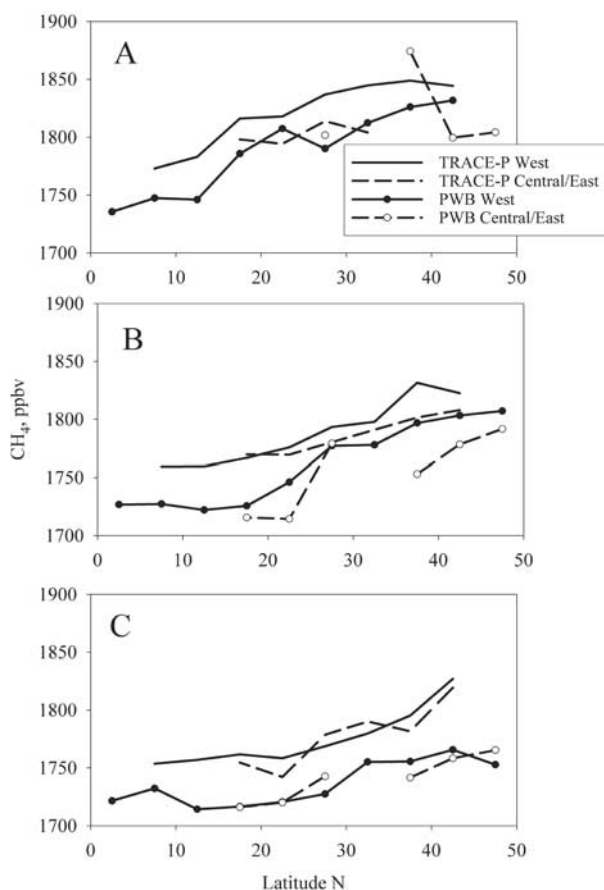 1900
A
1850
1800
1750
1700
TRACE-P West
TRACE-P Central/East
PWB West
PWB Central/East
0 10 20 30 40 50
CH₄, ppbv
1900
B
1850
1800
1750
1700
0 10 20 30 40 50
1900
C
1850
1800
1750
1700
0 10 20 30 40 50
Latitude N